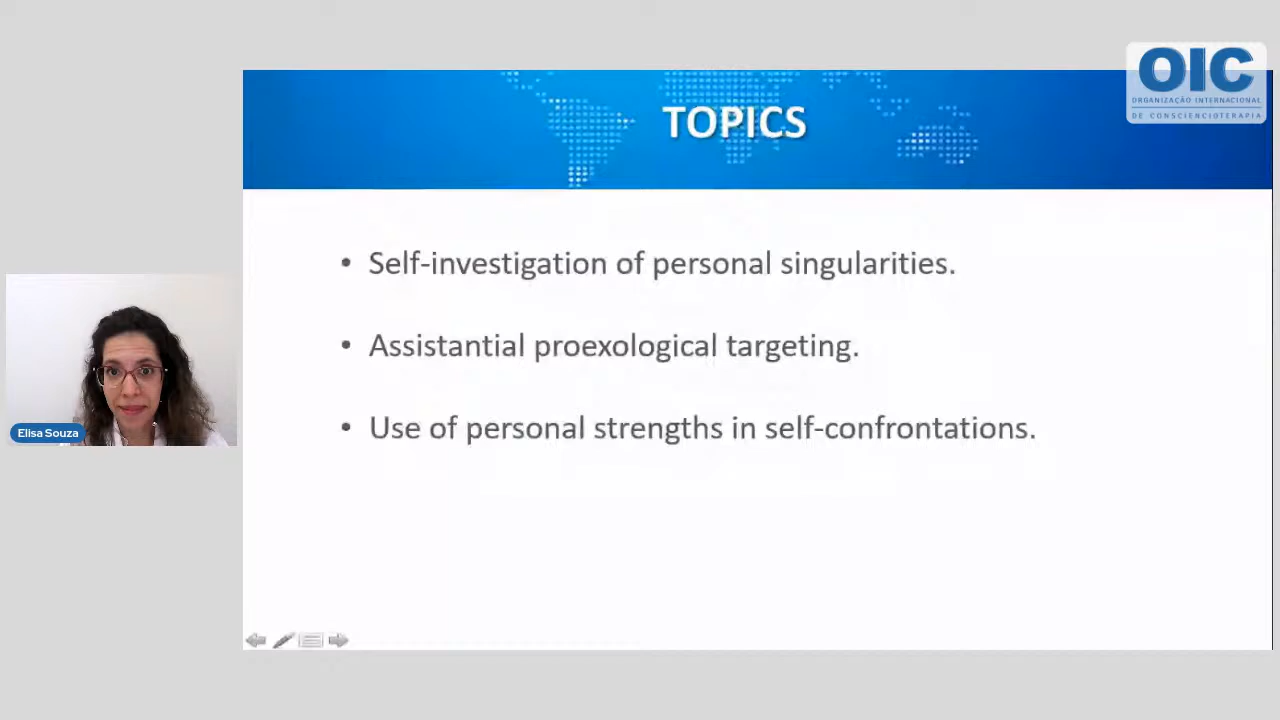 OIC
ORGANIZAÇÃO INTERNACIONAL
DE CONSCIENCIOTERAPIA
TOPICS
• Self-investigation of personal singularities.
• Assistantial proexological targeting.
• Use of personal strengths in self-confrontations.
Elisa Souza